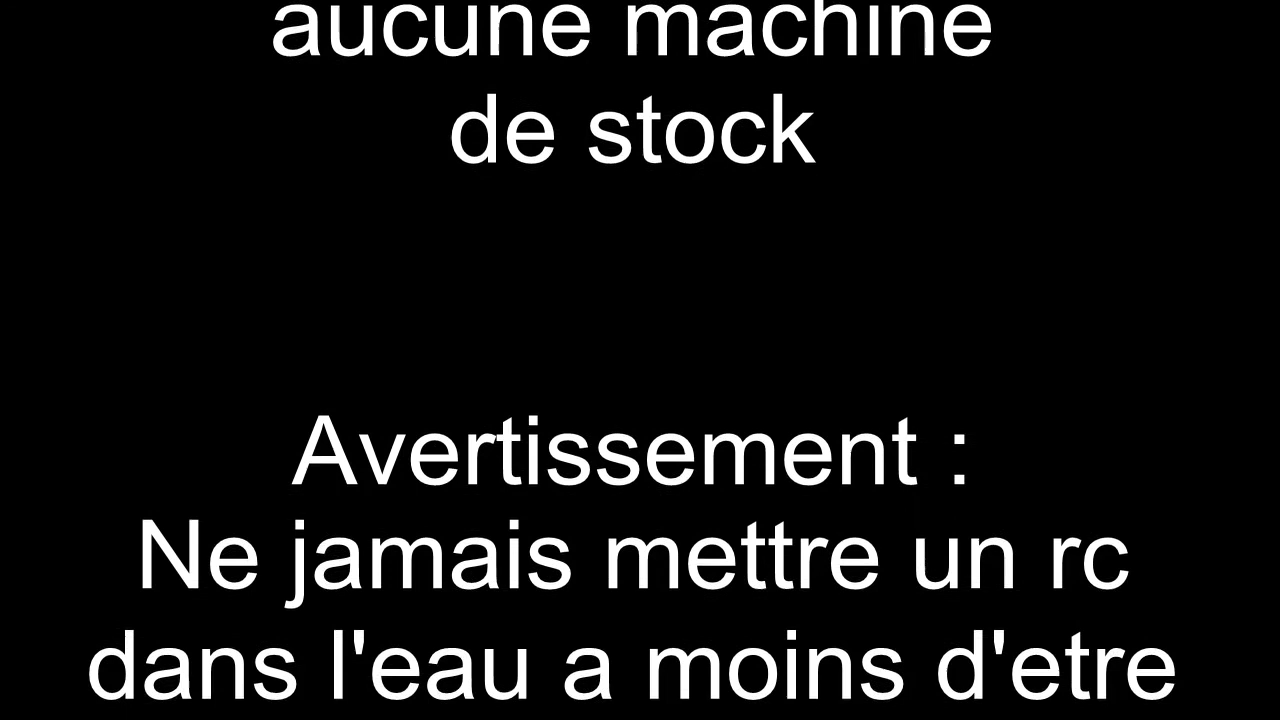 aucune machine
de stock
Avertissement :
Ne jamais mettre un rc
dans l'eau a moins d'etre